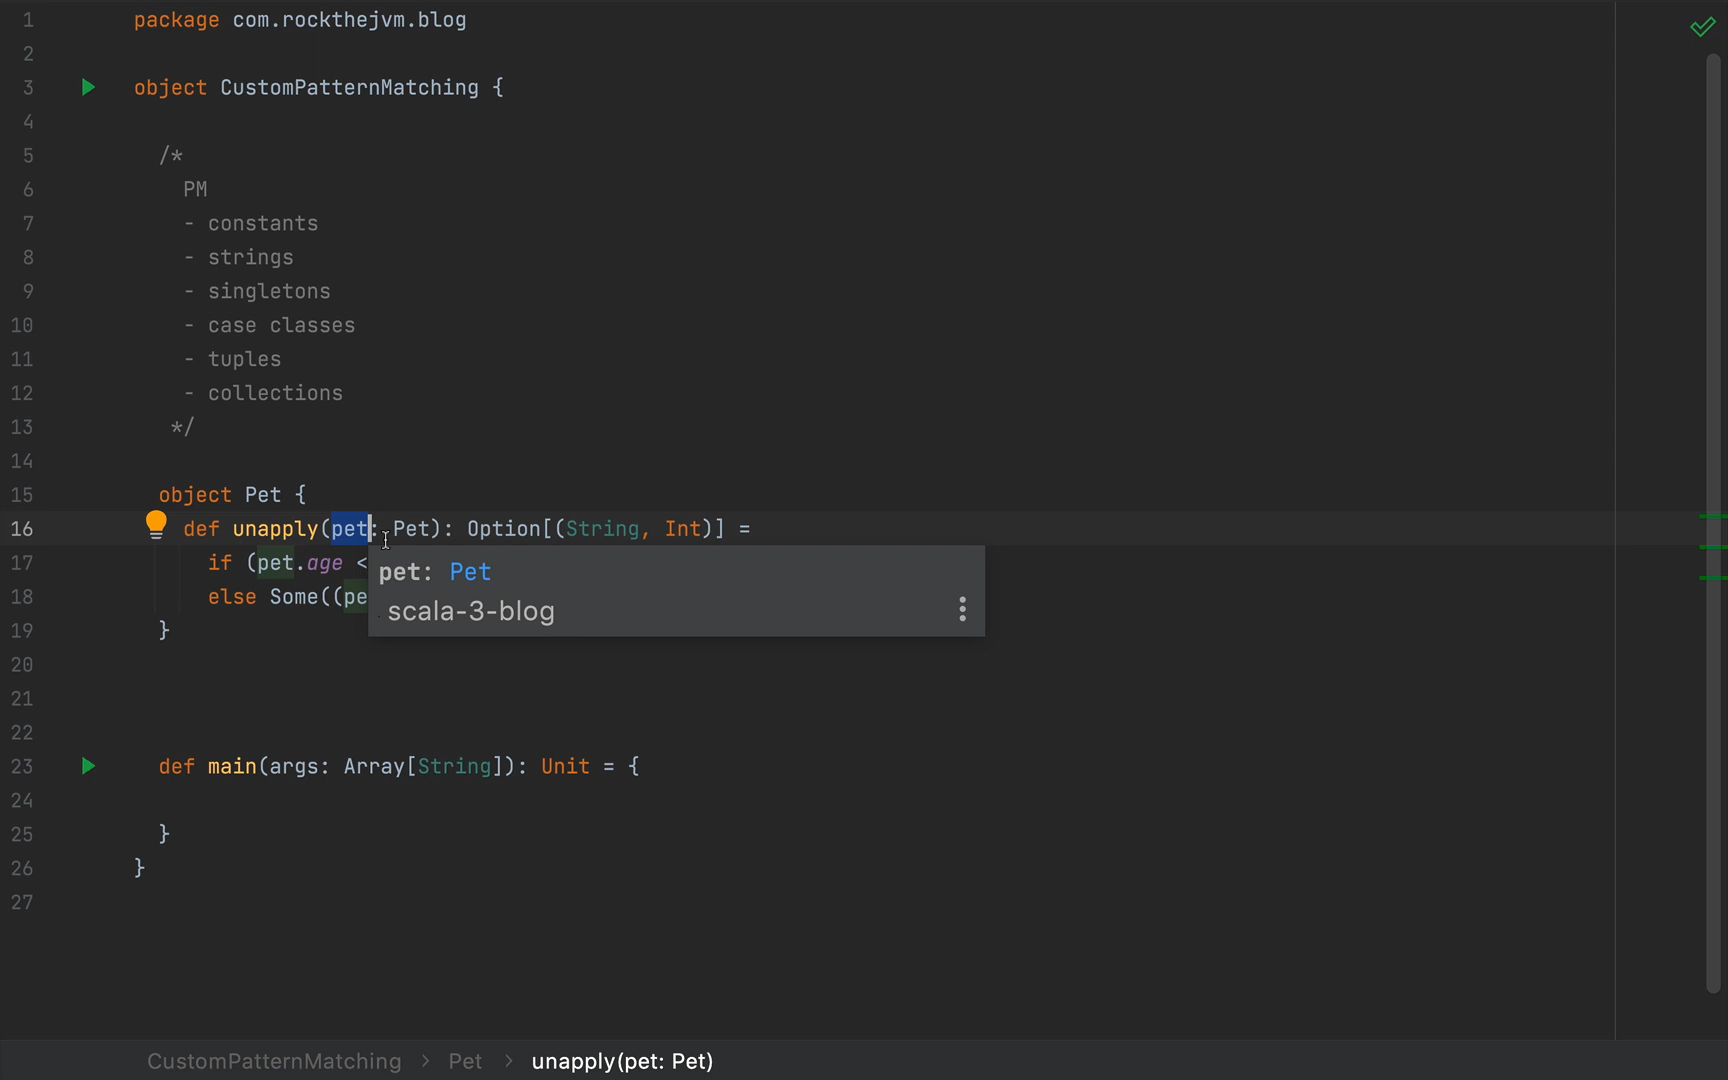 1 package com.rockthejvm.blog
2
3 object CustomPatternMatching {
4
5 /*
6 PM
7 - constants
8 - strings
9 - singletons
10 - case classes
11 - tuples
12 - collections
13 */
14
15 object Pet {
16 def unapply(pet: Pet): Option[(String, Int)] =
17 if (pet.age <
pet: Pet
18 else Some((pe
scala-3-blog
19 }
20
21
22
23 def main(args: Array[String]): Unit = {
24
25 }
26 }
27
CustomPatternMatching > Pet > unapply(pet: Pet)